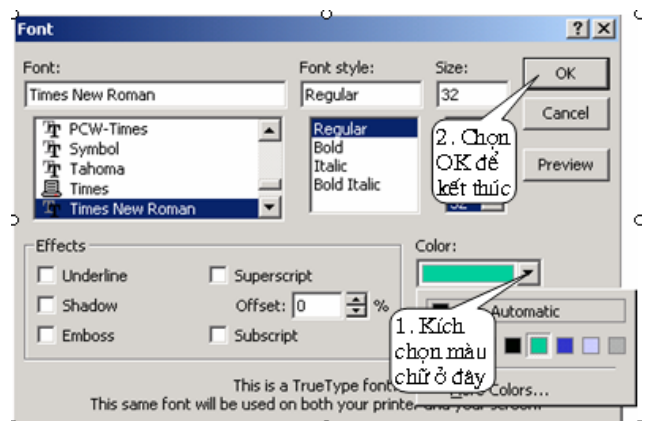 Font
? X
Font:
Font style:
Size:
Times New Roman
Regular
32
OK
PCW-Times
Symbol
Tahoma
Times
Times New Roman
Regular
Bold
Italic
Bold Italic
32
2. Chọn
OK để
kết thúc
Cancel
Preview
Effects
Underline
Shadow
Emboss
Superscript
Offset: 0 %
Subscript
Color:
Automatic
1. Kích
chọn màu
chữ ở đây
Colors...
This is a TrueType font
This same font will be used on both your printer and your screen.